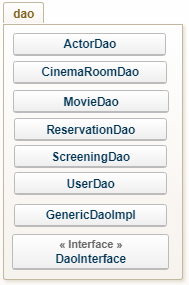 dao
ActorDao
CinemaRoomDao
MovieDao
ReservationDao
ScreeningDao
UserDao
GenericDaoImpl
« Interface »
DaoInterface